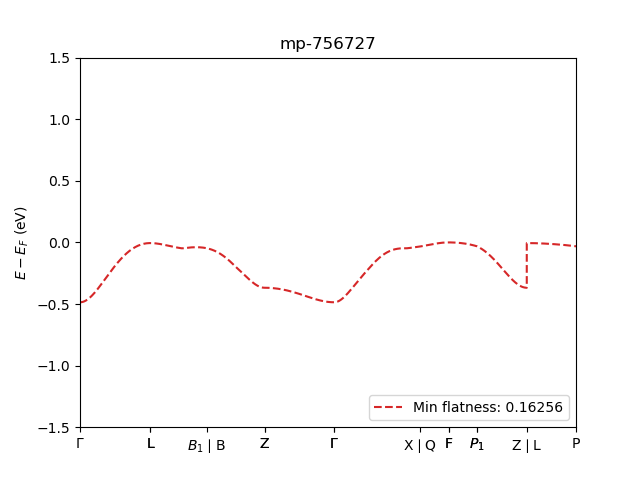 mp-756727
1.5
1.0
0.5
0.0
−0.5
−1.0
−1.5
E − E_F (eV)
Min flatness: 0.16256
Γ L B₁ | B Z Γ X | Q F P₁ Z | L P